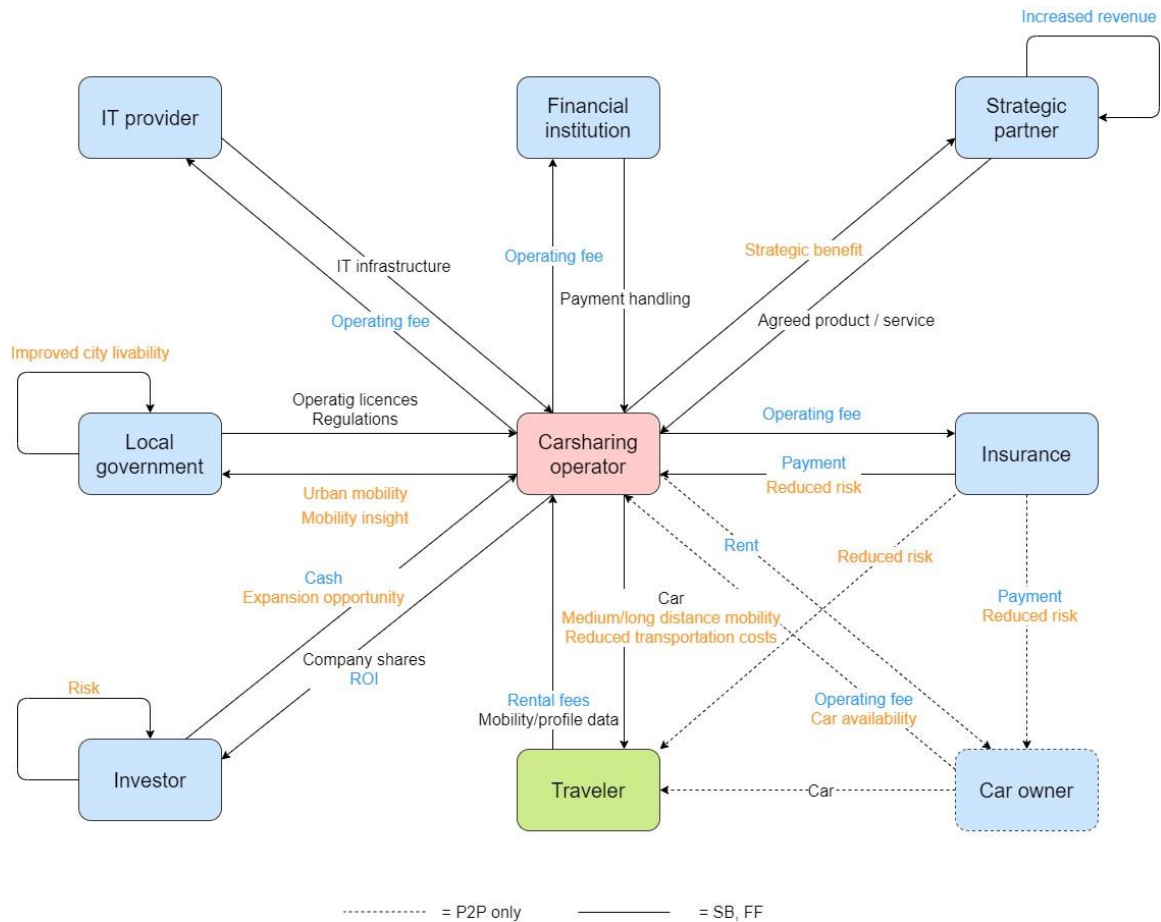 Increased revenue
IT provider
Financial
institution
Strategic
partner
IT infrastructure
Operating fee
Operating fee
Payment handling
Strategic benefit
Agreed product / service
Improved city livability
Local
government
Operatig licences
Regulations
Urban mobility
Mobility insight
Carsharing
operator
Operating fee
Payment
Reduced risk
Insurance
Rent
Reduced risk
Payment
Reduced risk
Cash
Expansion opportunity
Company shares
ROI
Car
Medium/long distance mobility
Reduced transportation costs
Rental fees
Mobility/profile data
Operating fee
Car availability
Risk
Investor
Traveler
Car
Car owner
= P2P only
= SB, FF